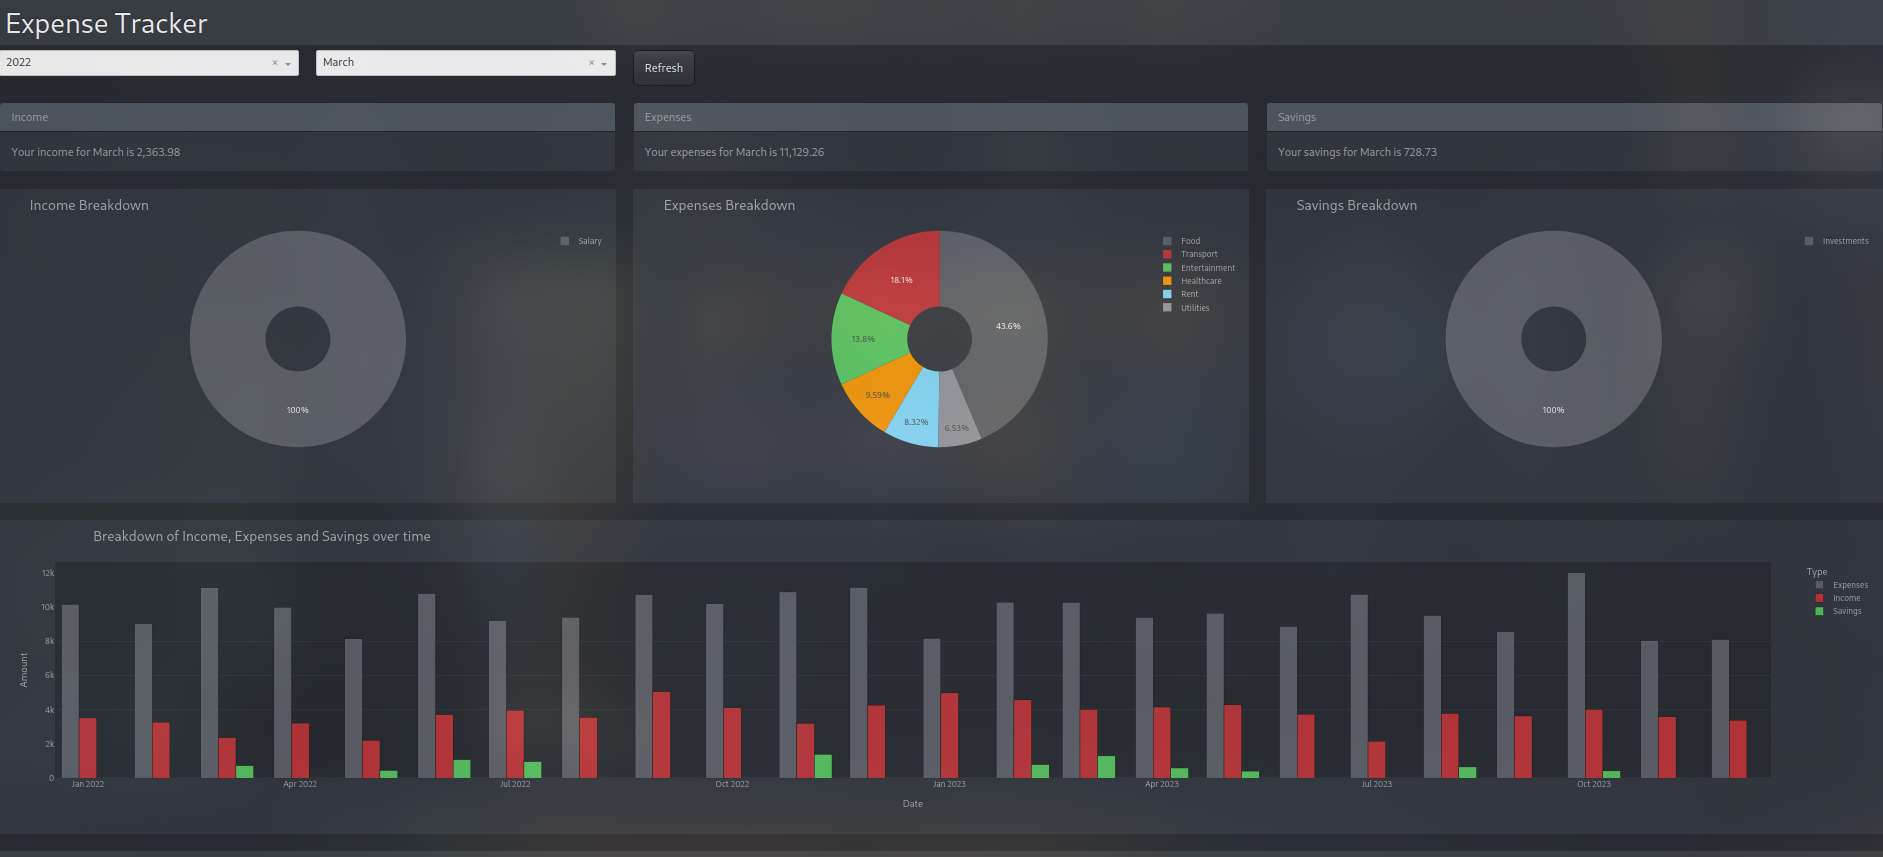 Expense Tracker
2022 × March ×
Refresh
Income
Your income for March is 2,363.98
Expenses
Your expenses for March is 11,129.26
Savings
Your savings for March is 728.73
Income Breakdown
Salary
100%
Expenses Breakdown
Food
Transport
Entertainment
Healthcare
Rent
Utilities
18.1%
43.6%
13.8%
9.59%
8.32%
6.53%
Savings Breakdown
Investments
100%
Breakdown of Income, Expenses and Savings over time
Amount
12k
10k
8k
6k
4k
2k
0
Jan 2022 Apr 2022 Jul 2022 Oct 2022 Jan 2023 Apr 2023 Jul 2023 Oct 2023
Date
Type
Expenses
Income
Savings